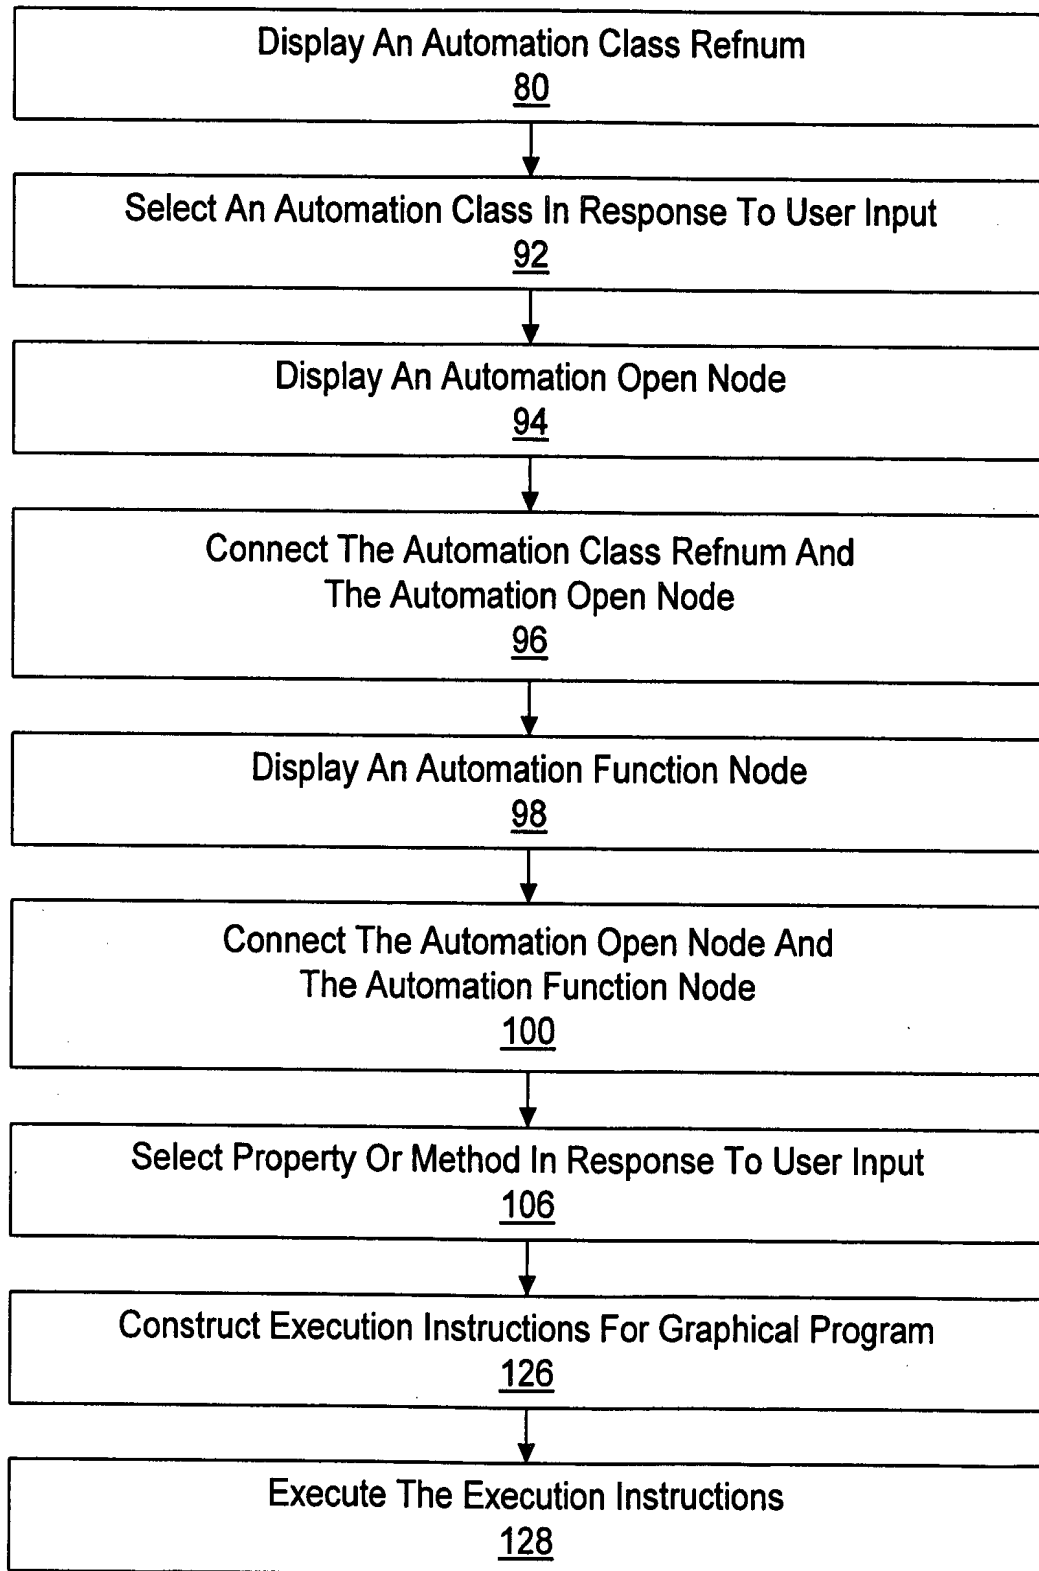 Display An Automation Class Refnum
80
Select An Automation Class In Response To User Input
92
Display An Automation Open Node
94
Connect The Automation Class Refnum And
The Automation Open Node
96
Display An Automation Function Node
98
Connect The Automation Open Node And
The Automation Function Node
100
Select Property Or Method In Response To User Input
106
Construct Execution Instructions For Graphical Program
126
Execute The Execution Instructions
128